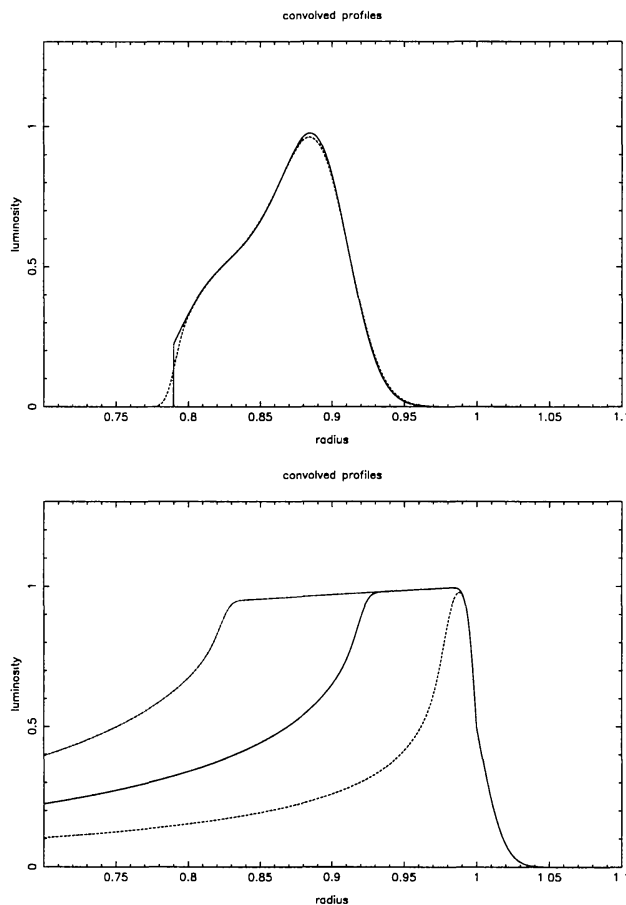 convolved profiles
luminosity
1
0.5
0
0.75 0.8 0.85 0.9 0.95 1 1.05 1.
radius
convolved profiles
luminosity
1
0.5
0
0.75 0.8 0.85 0.9 0.95 1 1 05 1.
radius